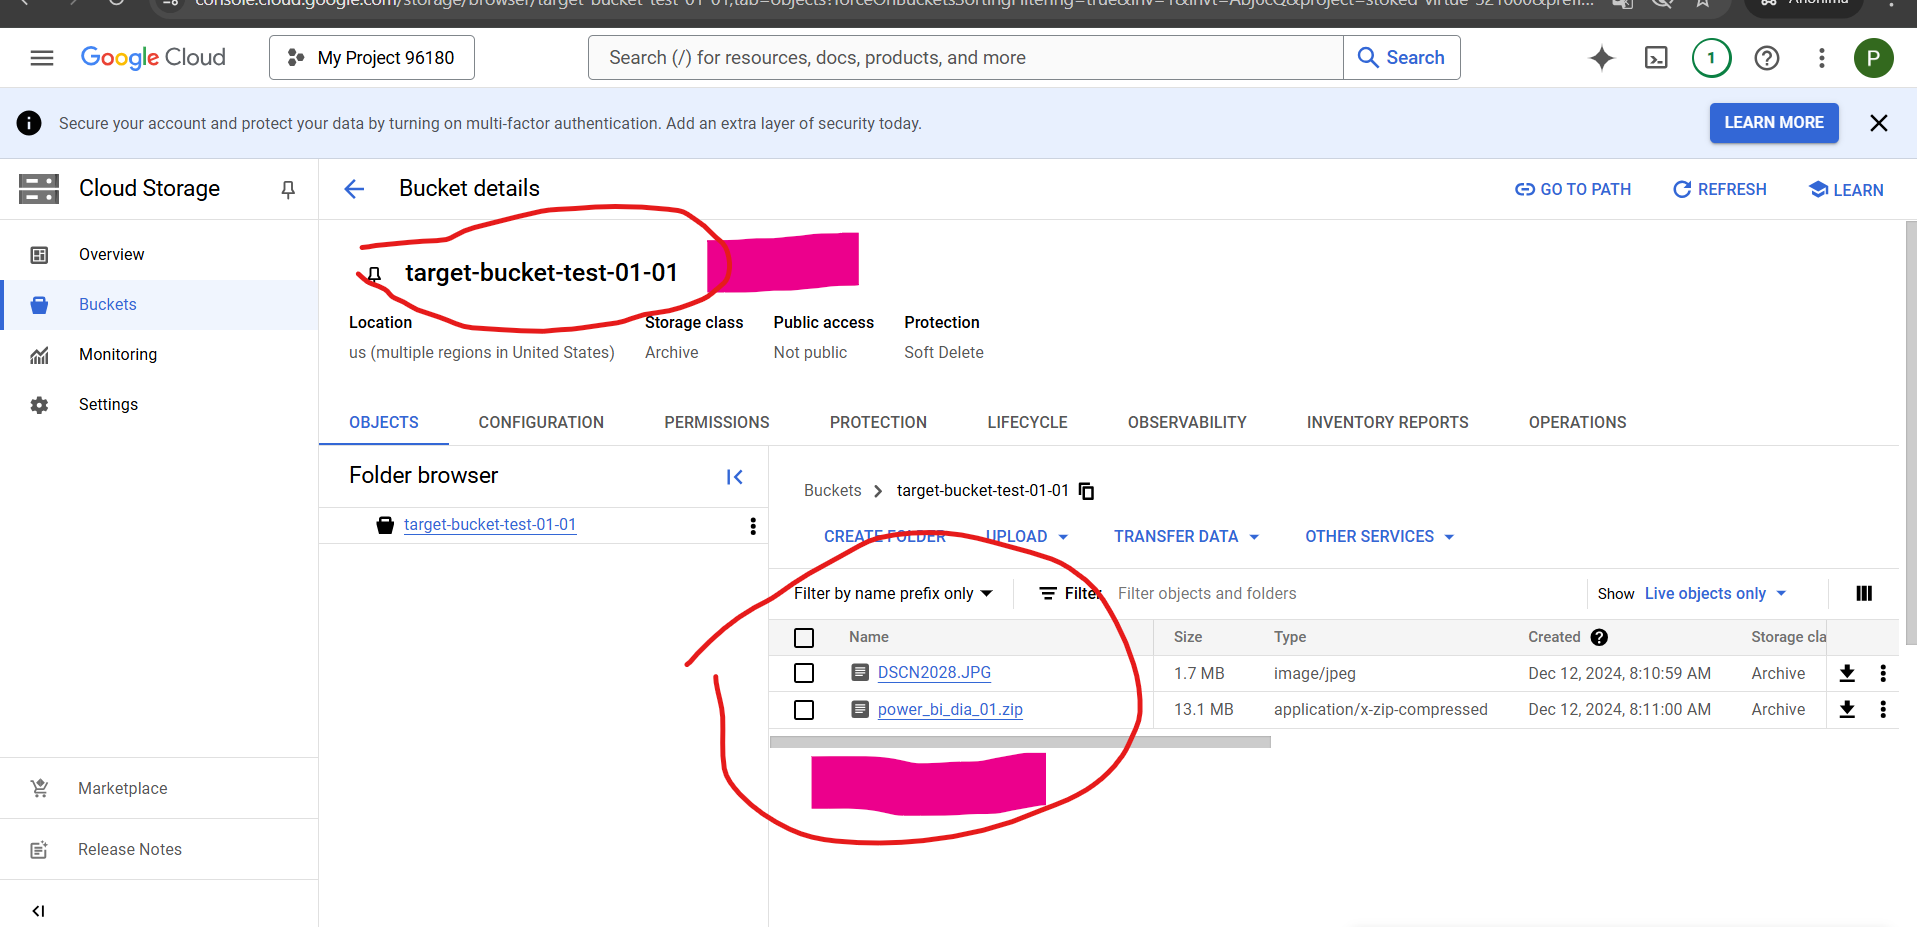 Google Cloud
My Project 96180
Search (/) for resources, docs, products, and more
Search
1
P
Secure your account and protect your data by turning on multi-factor authentication. Add an extra layer of security today.
LEARN MORE
Cloud Storage
Bucket details
GO TO PATH
REFRESH
LEARN
Overview
Buckets
Monitoring
Settings
Marketplace
Release Notes
target-bucket-test-01-01
Location
Storage class
Public access
Protection
us (multiple regions in United States)
Archive
Not public
Soft Delete
OBJECTS
CONFIGURATION
PERMISSIONS
PROTECTION
LIFECYCLE
OBSERVABILITY
INVENTORY REPORTS
OPERATIONS
Folder browser
target-bucket-test-01-01
Buckets
target-bucket-test-01-01
CREATE FOLDER
UPLOAD
TRANSFER DATA
OTHER SERVICES
Filter by name prefix only
Filter
Filter objects and folders
Show
Live objects only
Name Size Type Created Storage cla
DSCN2028.JPG 1.7 MB image/jpeg Dec 12, 2024, 8:10:59 AM Archive
power_bi_dia_01.zip 13.1 MB application/x-zip-compressed Dec 12, 2024, 8:11:00 AM Archive